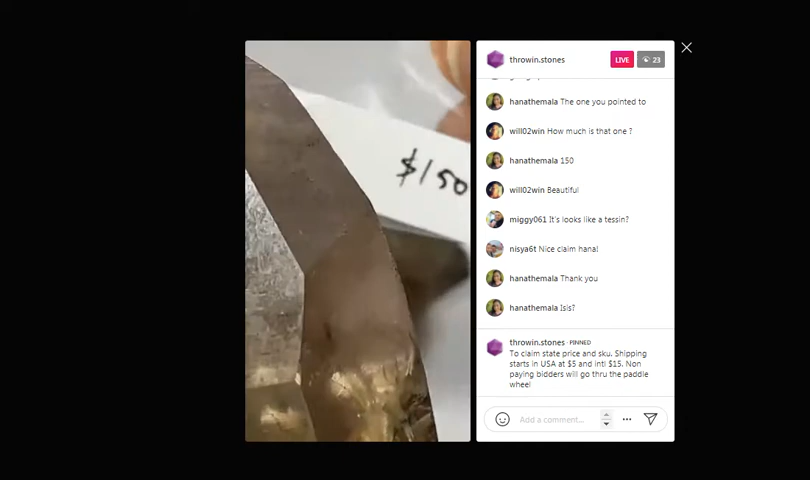 $150
throwin.stones
LIVE
23
hanathemala The one you pointed to
will02win How much is that one ?
hanathemala 150
will02win Beautiful
miggy061 It's looks like a tessin?
nisya6t Nice claim hana!
hanathemala Thank you
hanathemala Isis?
throwin.stones · PINNED
To claim state price and sku. Shipping
starts in USA at $5 and intl $15. Non
paying bidders will go thru the paddle
wheel
Add a comment...